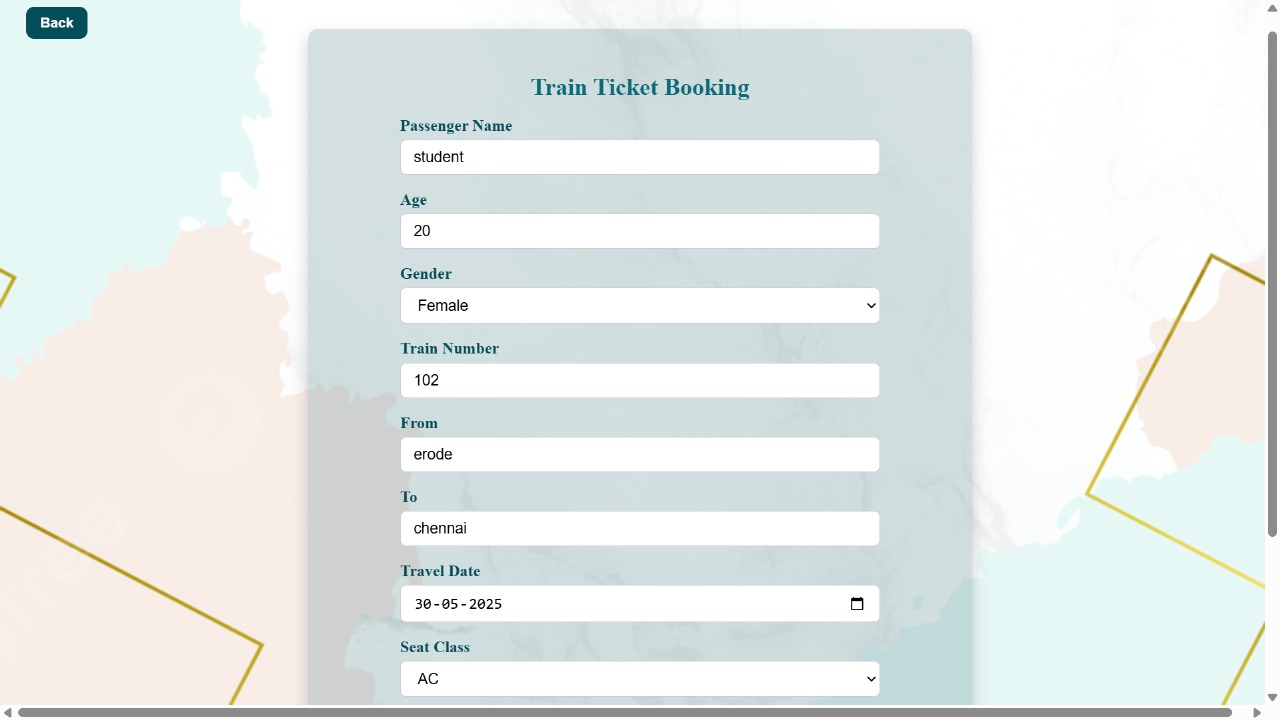 Back
Train Ticket Booking
Passenger Name
student
Age
20
Gender
Female
Train Number
102
From
erode
To
chennai
Travel Date
30-05-2025
Seat Class
AC